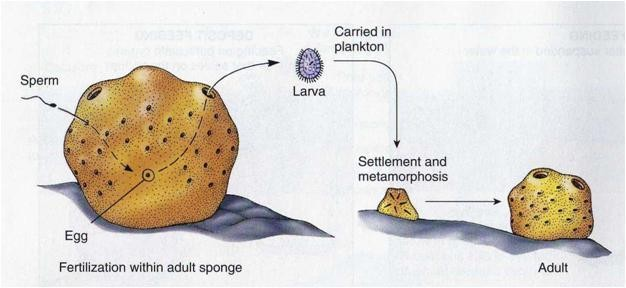 Carried in
plankton
Sperm
Larva
Settlement and
metamorphosis
Egg
Fertilization within adult sponge
Adult